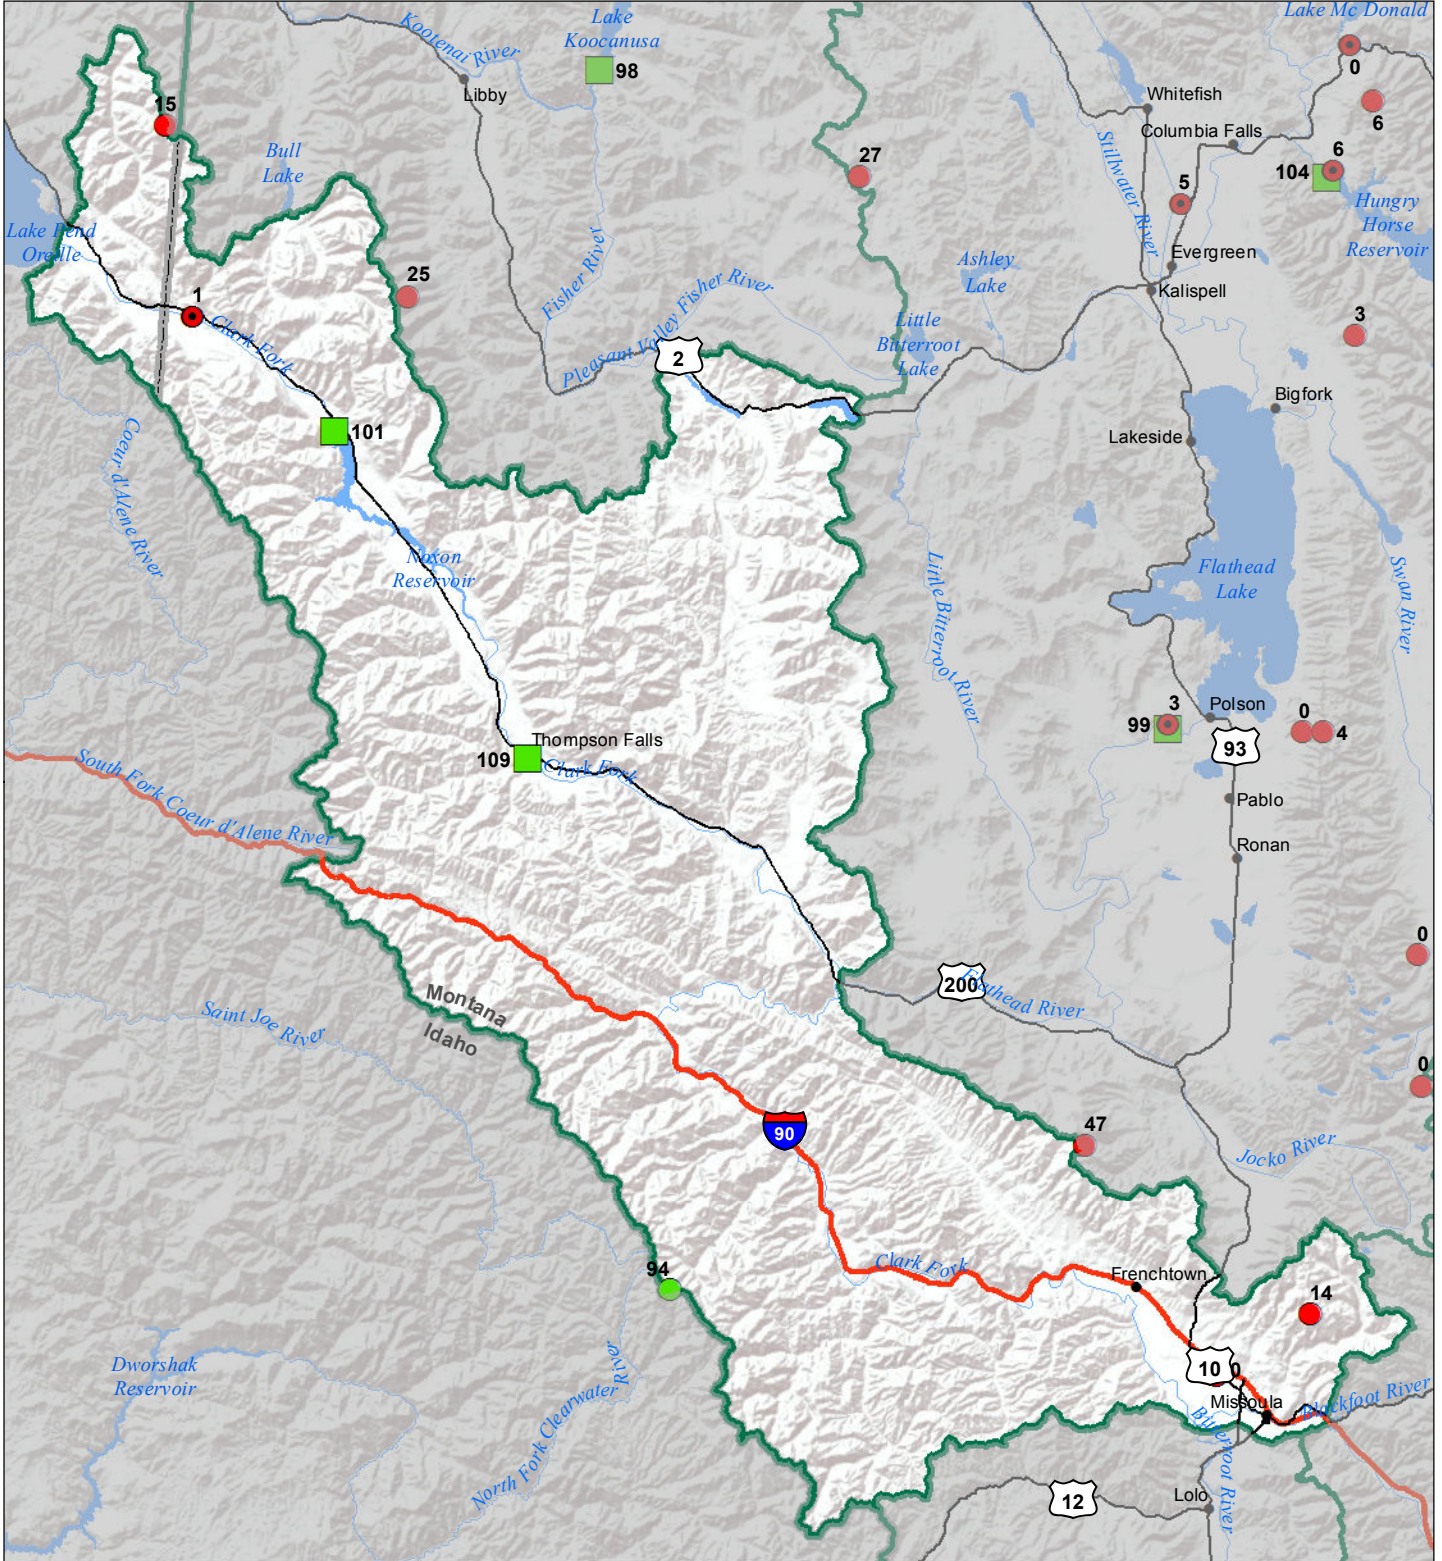 Lake Mc Donald
Kootenai River
Lake
Koocanusa
98
0
Libby
Whitefish
6
15
Columbia Falls
Bull
Lake
27
Stillwater River
6
104
5
Hungry
Horse
Reservoir
Lake Pend
Oreille
Fisher River
Ashley
Lake
Evergreen
25
Pleasant Valley Fisher River
Kalispell
1
Clark Fork
Little
Bitterroot
Lake
3
2
Bigfork
101
Lakeside
Coeur d'Alene River
Noxon
Reservoir
Little Bitterroot River
Flathead
Lake
Swan River
3
Polson
0
4
99
93
Thompson Falls
109
Clark Fork
South Fork Coeur d'Alene River
Pablo
Ronan
0
200
Flathead River
Montana
Idaho
Saint Joe River
0
90
47
Jocko River
Clark Fork
94
Frenchtown
14
10
0
Dworshak
Reservoir
North Fork Clearwater River
Missoula
Blackfoot River
Bitterroot River
12
Lolo